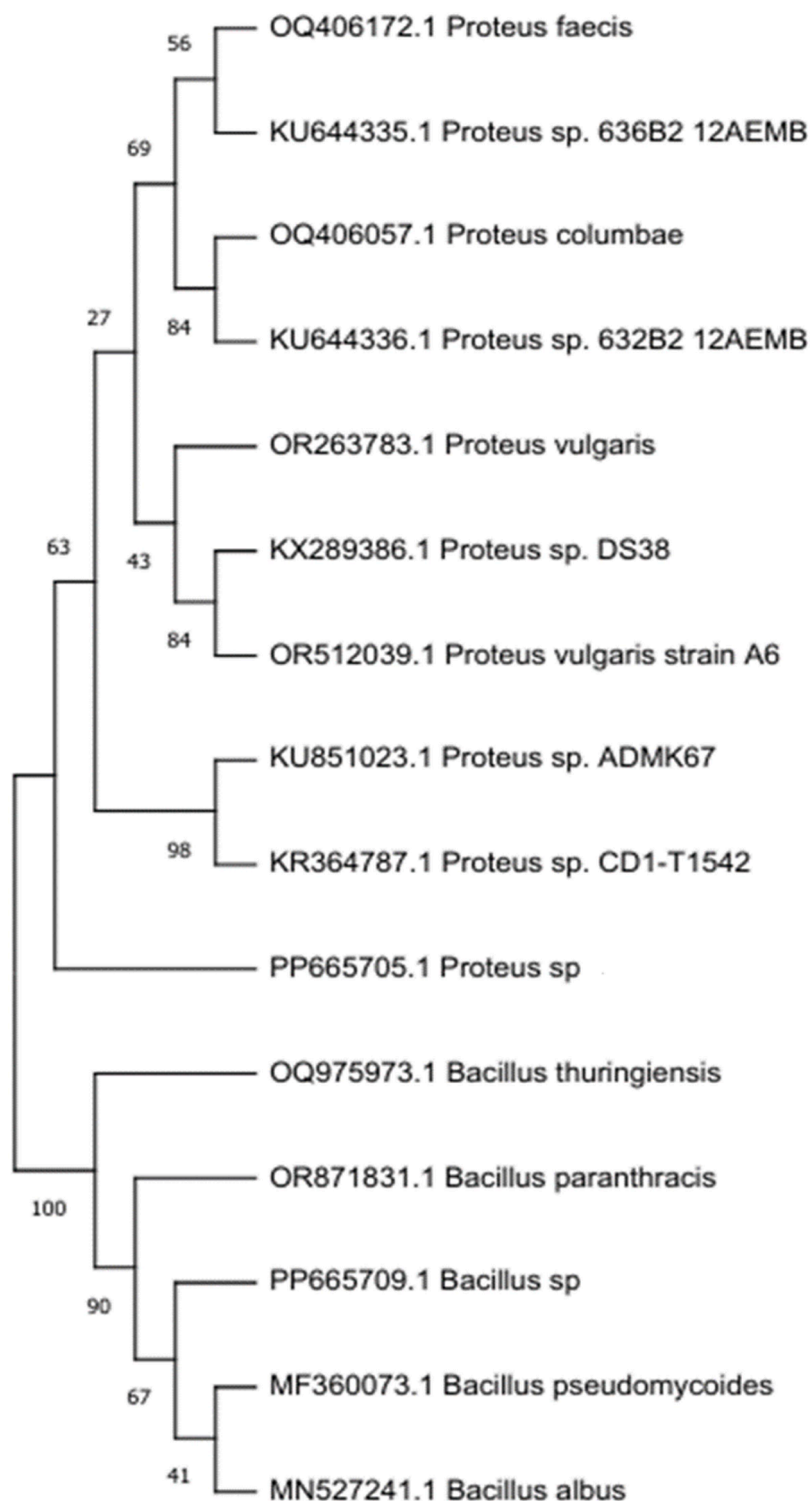 56
OQ406172.1 Proteus faecis
KU644335.1 Proteus sp. 636B2 12AEMB
69
OQ406057.1 Proteus columbae
84
KU644336.1 Proteus sp. 632B2 12AEMB
27
OR263783.1 Proteus vulgaris
63
43
KX289386.1 Proteus sp. DS38
84
OR512039.1 Proteus vulgaris strain A6
KU851023.1 Proteus sp. ADMK67
98
KR364787.1 Proteus sp. CD1-T1542
PP665705.1 Proteus sp
OQ975973.1 Bacillus thuringiensis
100
OR871831.1 Bacillus paranthracis
90
PP665709.1 Bacillus sp
67
MF360073.1 Bacillus pseudomycoides
41
MN527241.1 Bacillus albus